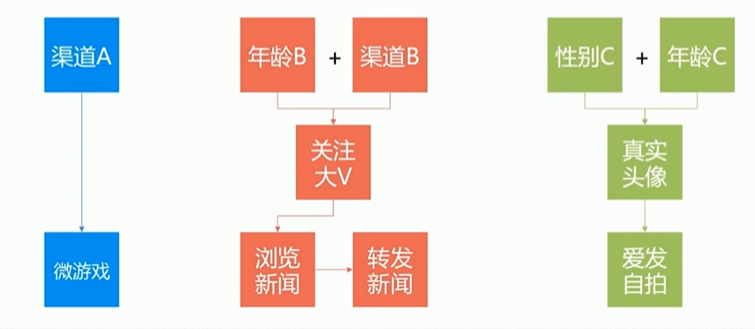 渠道A
年龄B + 渠道B
性别C + 年龄C
关注
大V
真实
头像
微游戏
浏览
新闻
转发
新闻
爱发
自拍